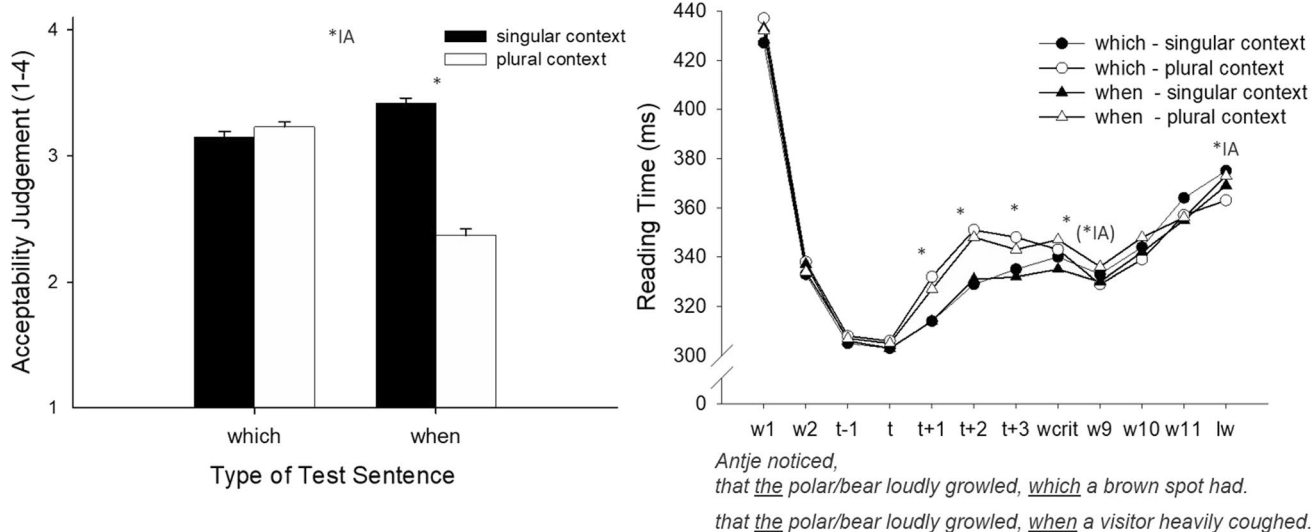 *IA
singular context
plural context
*
Acceptability Judgement (1-4)
4
3
2
1
which
when
Type of Test Sentence
440
420
400
380
360
340
320
300
0
Reading Time (ms)
which - singular context
which - plural context
when - singular context
when - plural context
*IA
*
*
*
*
(*IA)
w1 w2 t-1 t t+1 t+2 t+3 wcrit w9 w10 w11 lw
Antje noticed,
that the polar/bear loudly growled, which a brown spot had.
that the polar/bear loudly growled, when a visitor heavily coughed.